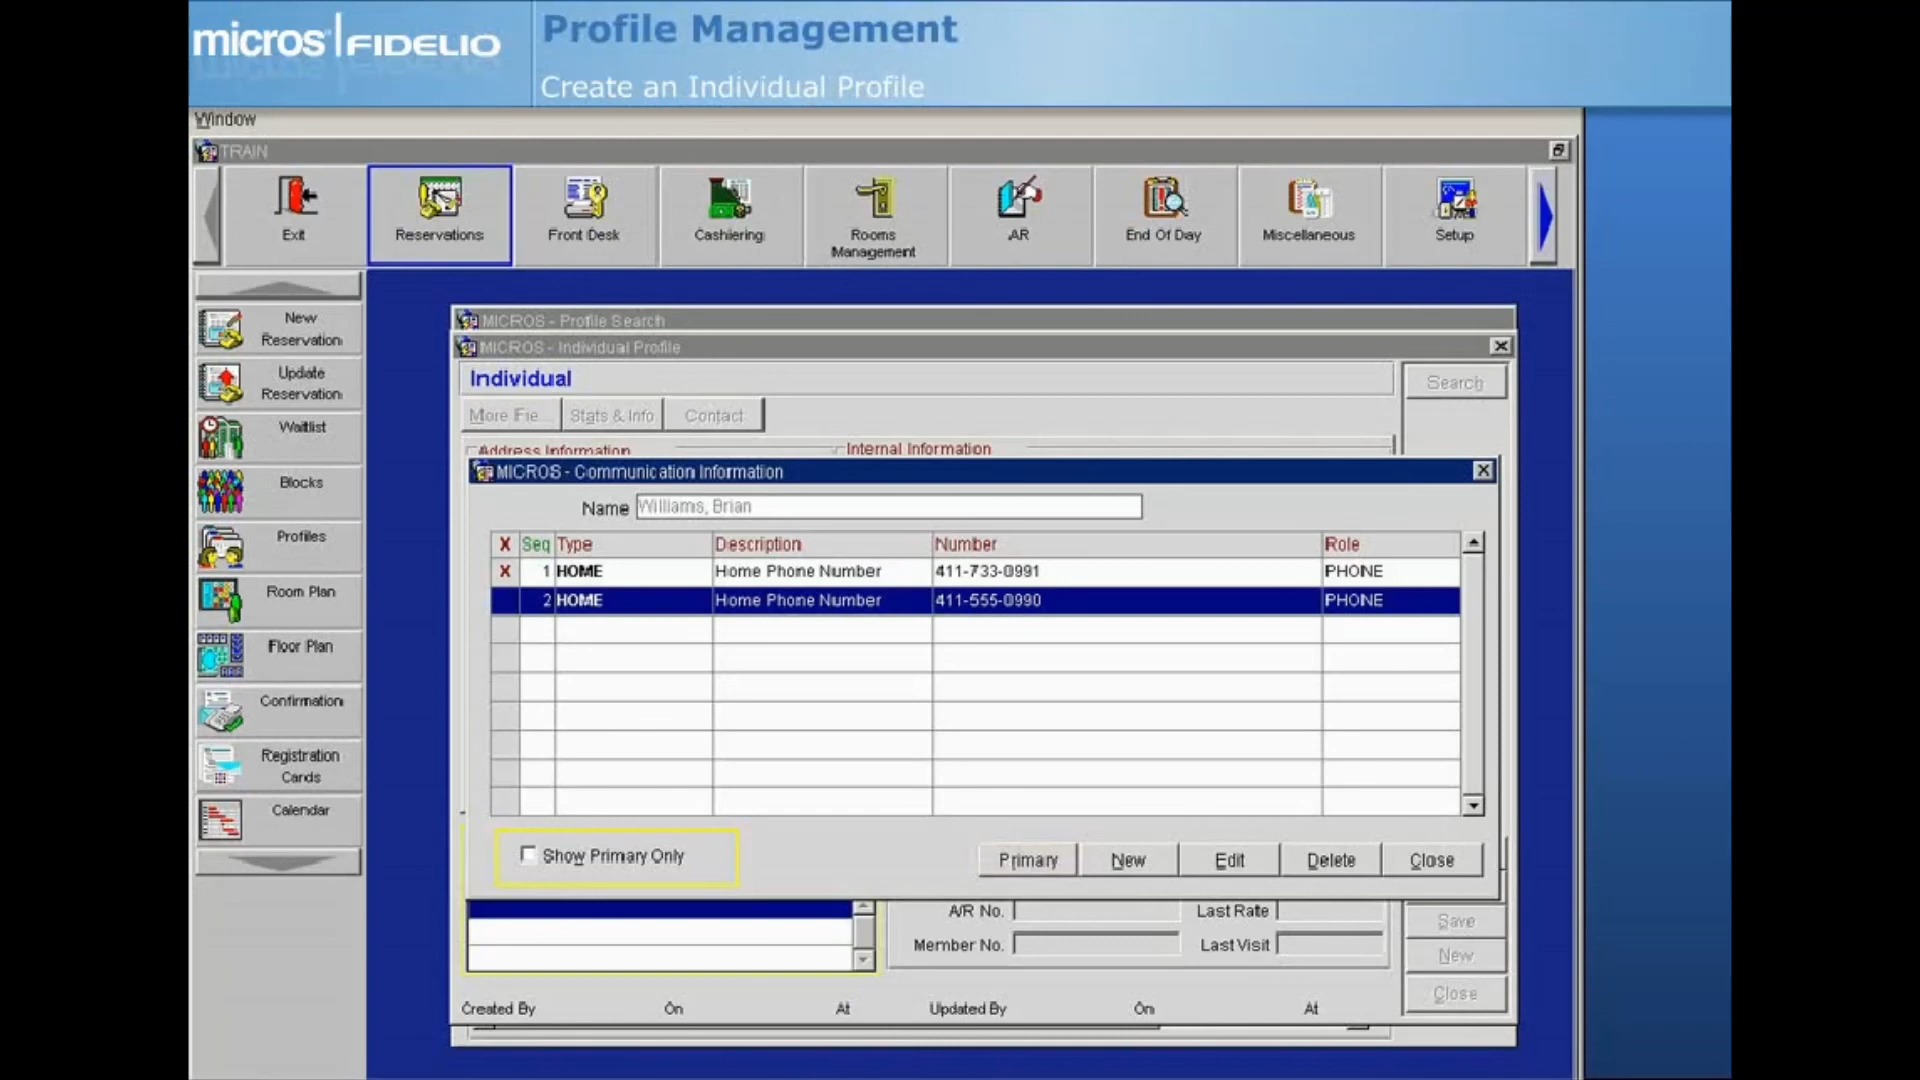 micros FIDELIO
Profile Management
Create an Individual Profile
Window
TRAIN
Exit
Reservations
Front Desk
Cashiering
Rooms Management
AR
End Of Day
Miscellaneous
Setup
New Reservation
Update Reservation
Waitlist
Blocks
Profiles
Room Plan
Floor Plan
Confirmation
Registration Cards
Calendar
MICROS - Profile Search
MICROS - Individual Profile
Individual
Search
More Fie... Stats & Info Contact
Address Information Internal Information
MICROS - Communication Information
Name Williams, Brian
X Seq Type Description Number Role
X 1 HOME Home Phone Number 411-733-0991 PHONE
2 HOME Home Phone Number 411-555-0990 PHONE
Show Primary Only
Primary New Edit Delete Close
A/R No. Last Rate
Member No. Last Visit
Save
New
Close
Created By On At Updated By On At